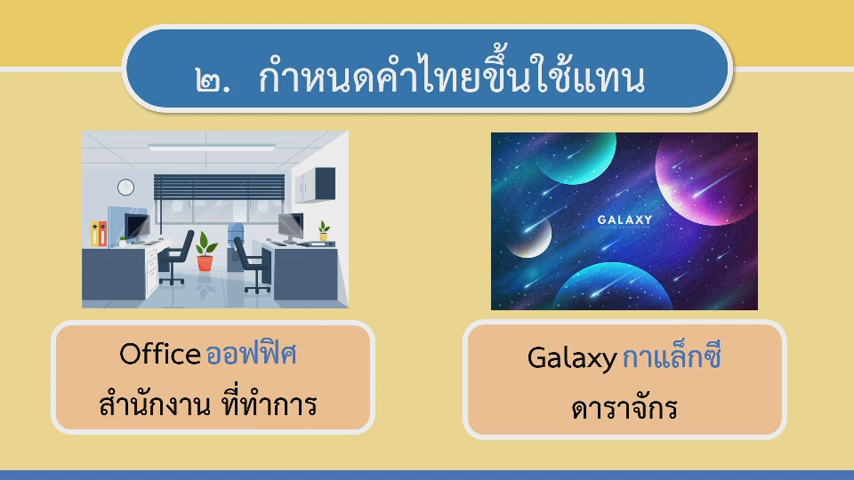 ๒. กำหนดคำไทยขึ้นใช้แทน
GALAXY
Office ออฟฟิศ
สำนักงาน ที่ทำการ
Galaxy กาแล็กซี
ดาราจักร